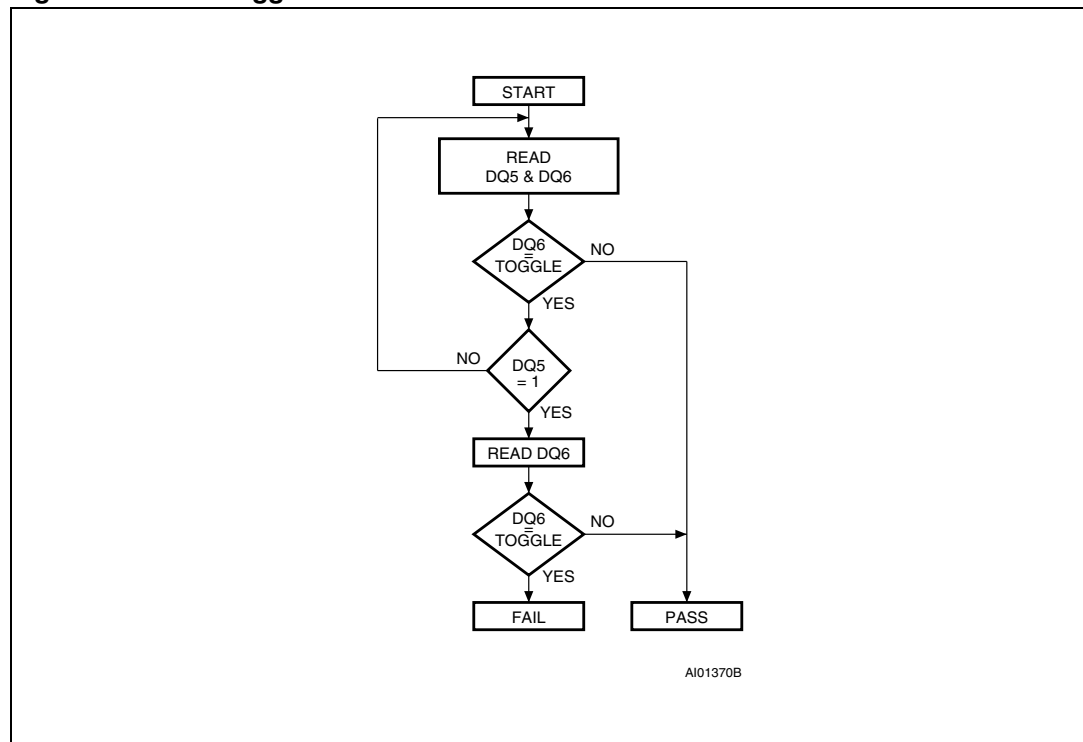 START
READ
DQ5 & DQ6
DQ6
=
TOGGLE
NO
YES
NO
DQ5
= 1
YES
READ DQ6
DQ6
=
TOGGLE
NO
YES
FAIL
PASS
AI01370B